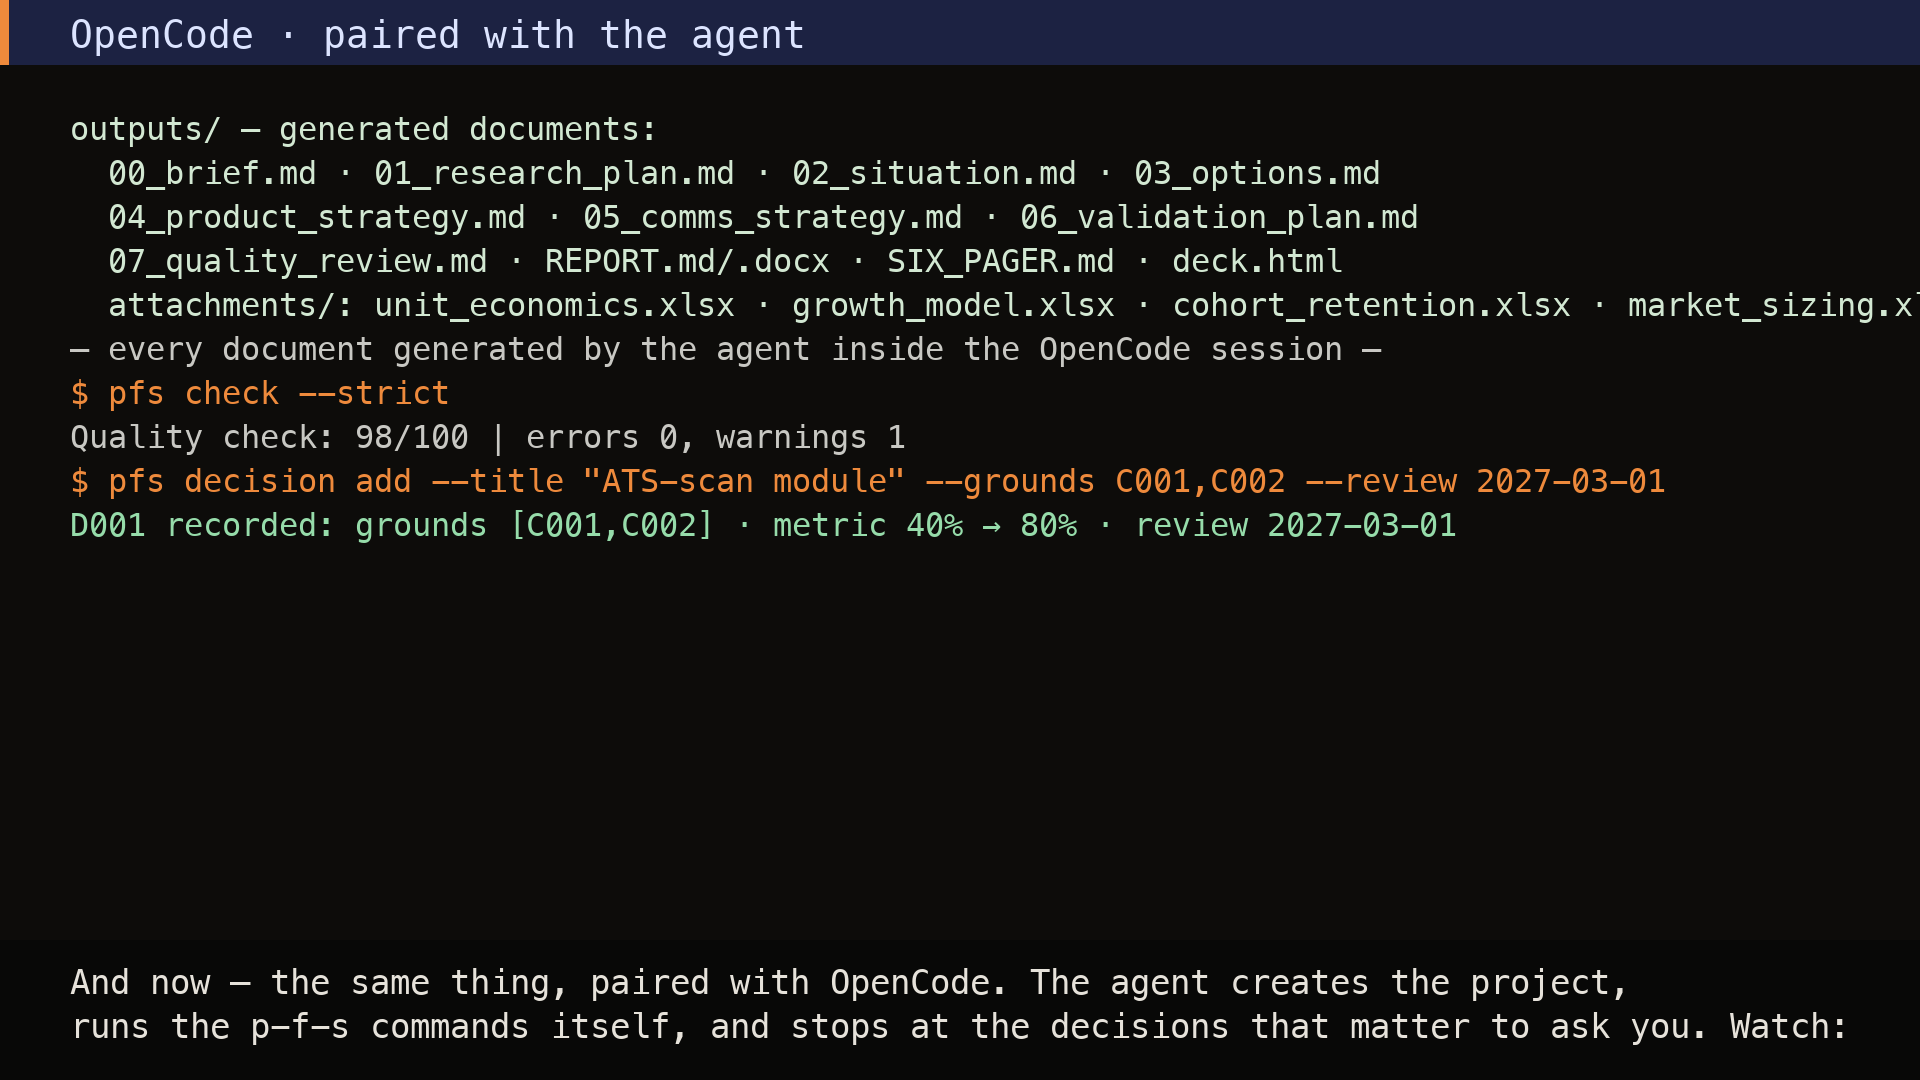 OpenCode · paired with the agent
outputs/ — generated documents:
00_brief.md · 01_research_plan.md · 02_situation.md · 03_options.md
04_product_strategy.md · 05_comms_strategy.md · 06_validation_plan.md
07_quality_review.md · REPORT.md/.docx · SIX_PAGER.md · deck.html
attachments/: unit_economics.xlsx · growth_model.xlsx · cohort_retention.xlsx · market_sizing.xl
— every document generated by the agent inside the OpenCode session —
$ pfs check --strict
Quality check: 98/100 | errors 0, warnings 1
$ pfs decision add --title "ATS-scan module" --grounds C001,C002 --review 2027-03-01
D001 recorded: grounds [C001,C002] · metric 40% → 80% · review 2027-03-01
And now — the same thing, paired with OpenCode. The agent creates the project,
runs the p-f-s commands itself, and stops at the decisions that matter to ask you. Watch: